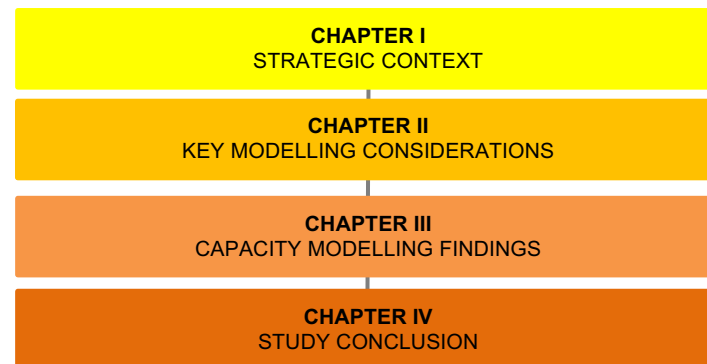 CHAPTER I
STRATEGIC CONTEXT
CHAPTER II
KEY MODELLING CONSIDERATIONS
CHAPTER III
CAPACITY MODELLING FINDINGS
CHAPTER IV
STUDY CONCLUSION